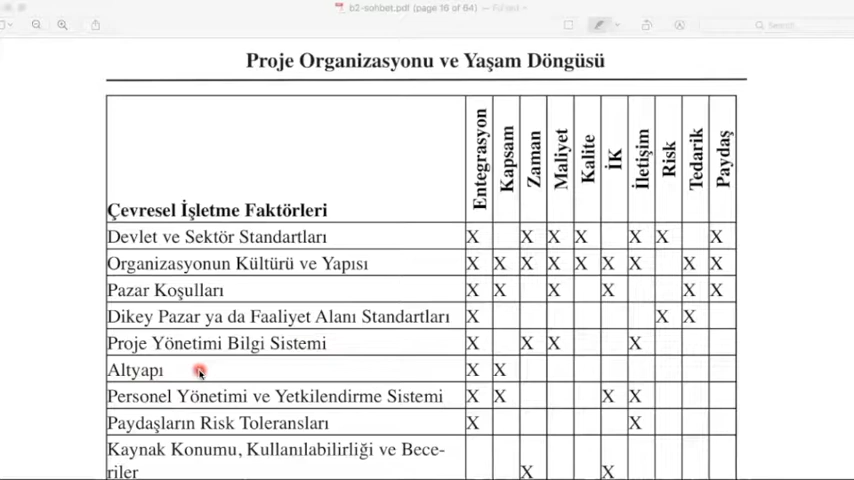 b2-sohbet.pdf (page 16 of 64)
Search
Proje Organizasyonu ve Yaşam Döngüsü
Çevresel İşletme Faktörleri Entegrasyon Kapsam Zaman Maliyet Kalite İK İletişim Risk Tedarik Paydaş
Devlet ve Sektör Standartları X X X X X X X
Organizasyonun Kültürü ve Yapısı X X X X X X X X X
Pazar Koşulları X X X X X X
Dikey Pazar ya da Faaliyet Alanı Standartları X X X
Proje Yönetimi Bilgi Sistemi X X X X
Altyapı X X
Personel Yönetimi ve Yetkilendirme Sistemi X X X X
Paydaşların Risk Toleransları X X
Kaynak Konumu, Kullanılabilirliği ve Bece-
riler X X